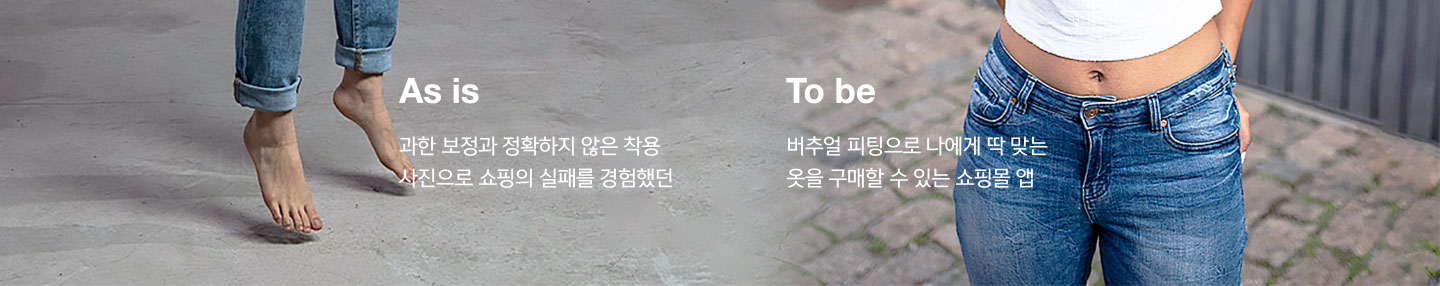 As is
과한 보정과 정확하지 않은 착용
사진으로 쇼핑의 실패를 경험했던
To be
버추얼 피팅으로 나에게 딱 맞는
옷을 구매할 수 있는 쇼핑몰 앱